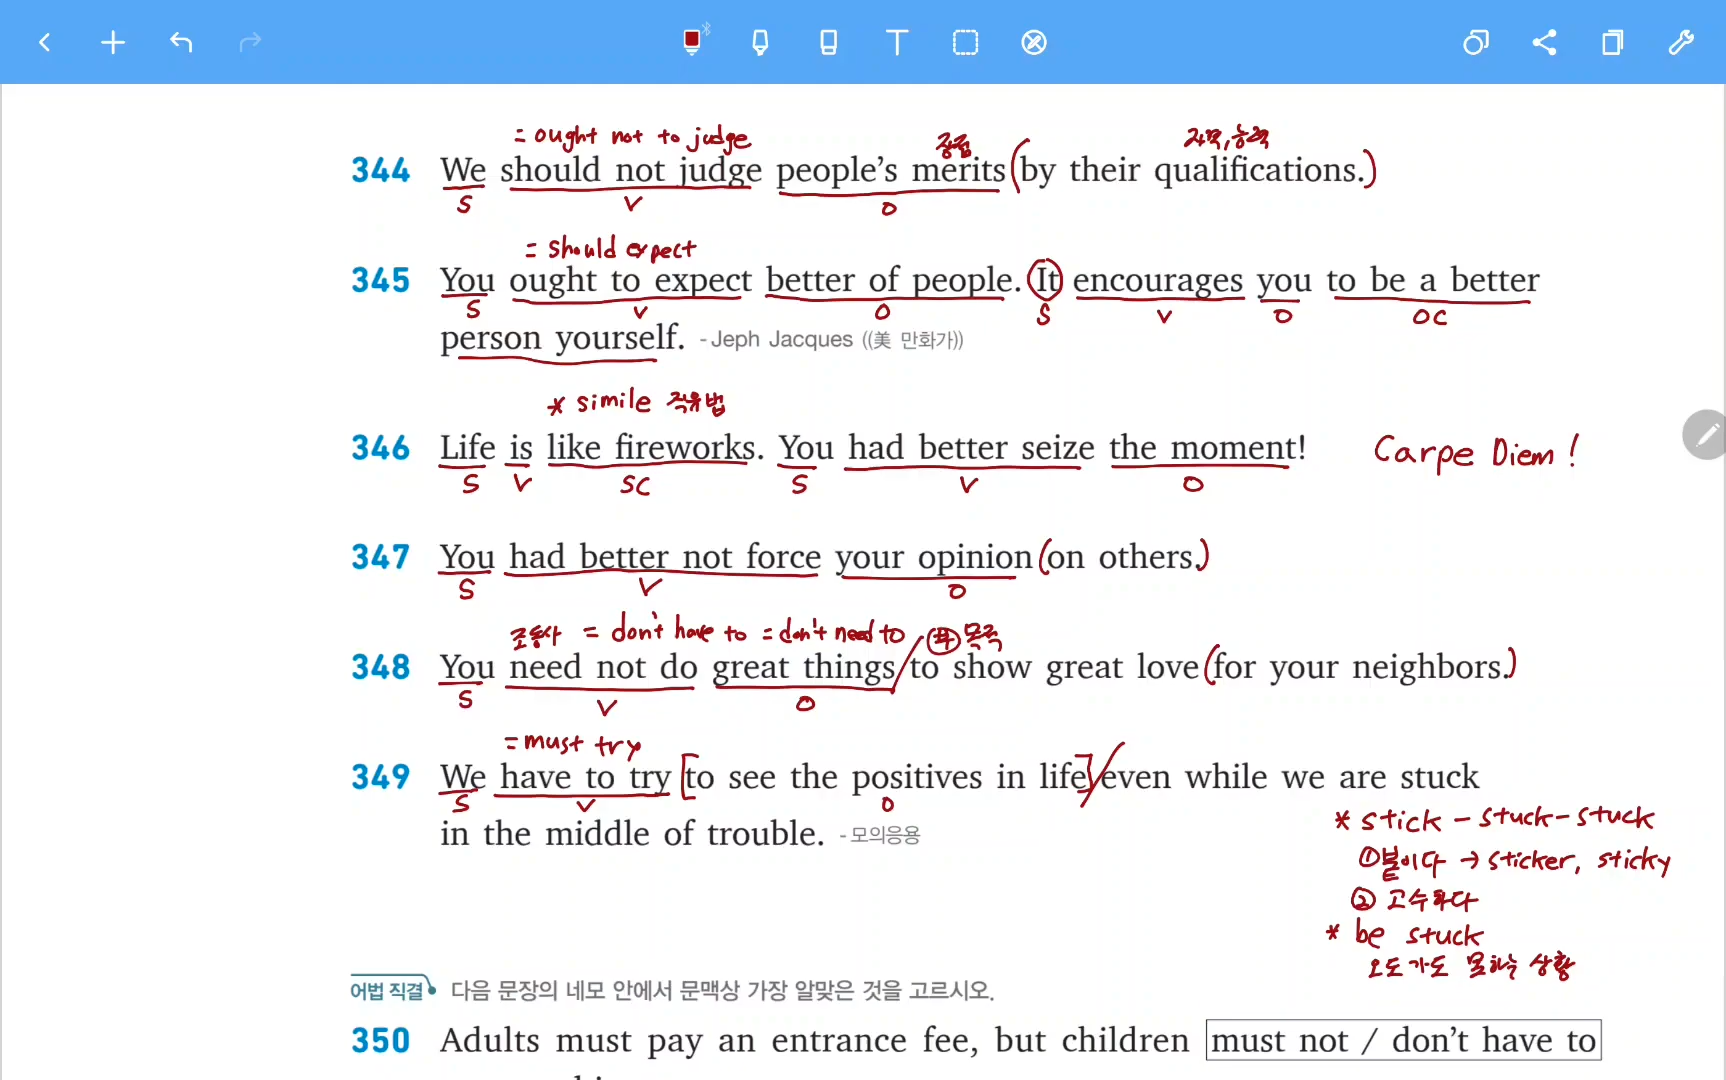 = ought not to judge 장점 자격, 능력
344 We should not judge people's merits (by their qualifications.)
S V O
= should expect
345 You ought to expect better of people. It encourages you to be a better
S V O S V O OC
person yourself. - Jeph Jacques ((美 만화가))
* simile 직유법
346 Life is like fireworks. You had better seize the moment! Carpe Diem!
S V SC S V O
347 You had better not force your opinion (on others.)
S V O
조동사 = don't have to = don't need to 부 목적
348 You need not do great things / to show great love (for your neighbors.)
S V O
= must try
349 We have to try [to see the positives in life] / even while we are stuck
S V O
in the middle of trouble. - 모의응용
* stick - stuck - stuck
① 붙이다 → sticker, sticky
② 고수하다
* be stuck
오도가도 못하는 상황
어법 직결 다음 문장의 네모 안에서 문맥상 가장 알맞은 것을 고르시오.
350 Adults must pay an entrance fee, but children must not / don't have to